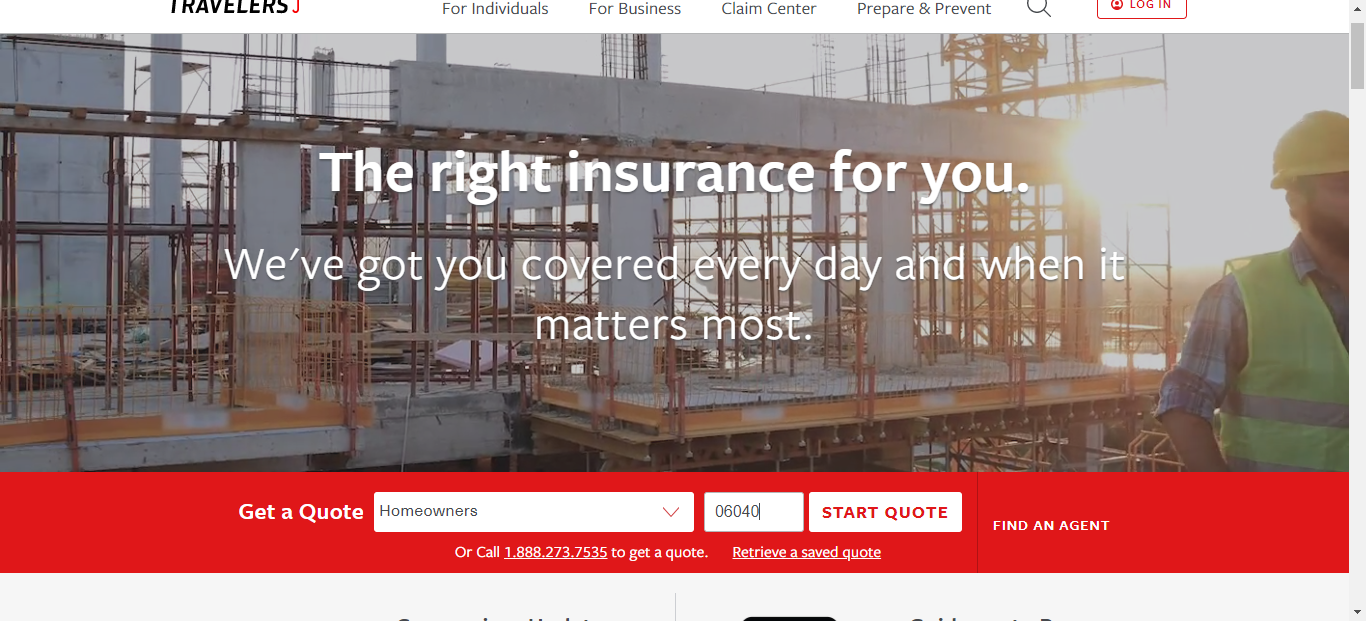 TRAVELERS
For Individuals
For Business
Claim Center
Prepare & Prevent
LOG IN
The right insurance for you.
We've got you covered every day and when it
matters most.
Get a Quote
Homeowners
06040
START QUOTE
FIND AN AGENT
Or Call 1.888.273.7535 to get a quote.
Retrieve a saved quote